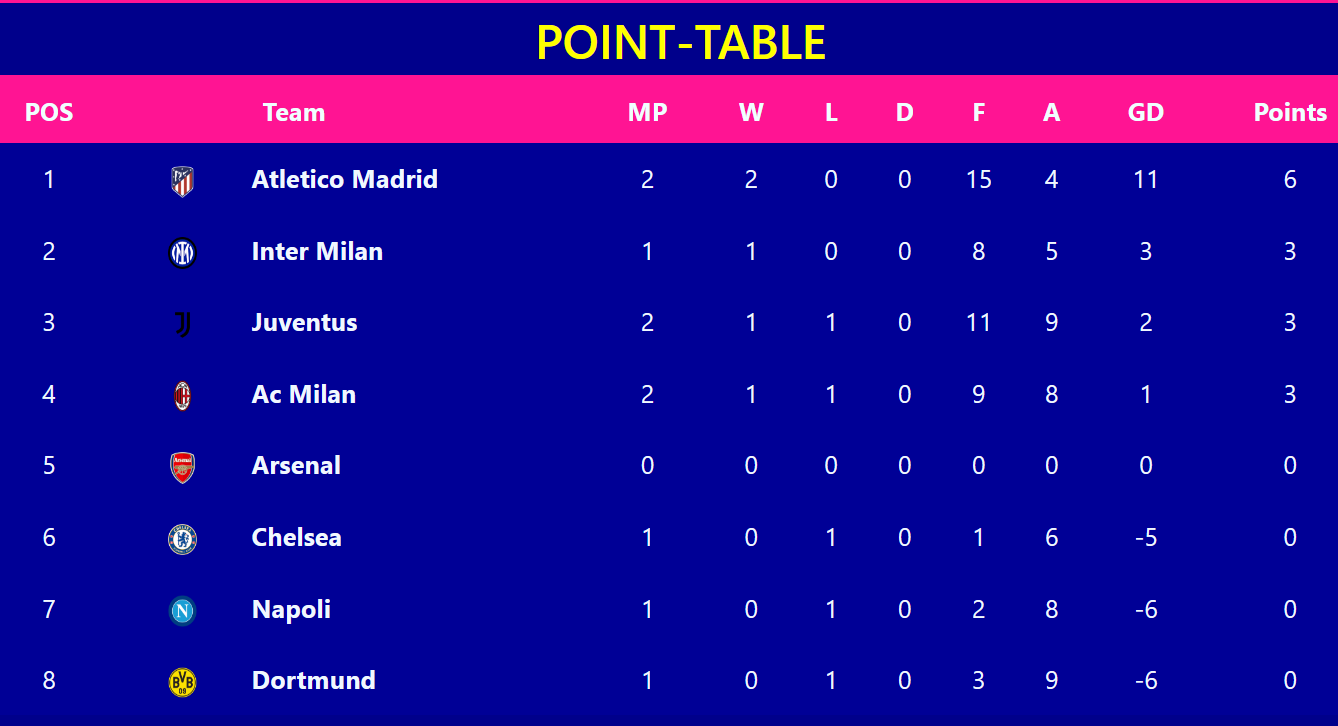 POINT-TABLE
POS Team MP W L D F A GD Points
1 Atletico Madrid 2 2 0 0 15 4 11 6
2 Inter Milan 1 1 0 0 8 5 3 3
3 Juventus 2 1 1 0 11 9 2 3
4 Ac Milan 2 1 1 0 9 8 1 3
5 Arsenal Arsenal 0 0 0 0 0 0 0 0
6 Chelsea 1 0 1 0 1 6 -5 0
7 N Napoli 1 0 1 0 2 8 -6 0
8 BVB 09 Dortmund 1 0 1 0 3 9 -6 0